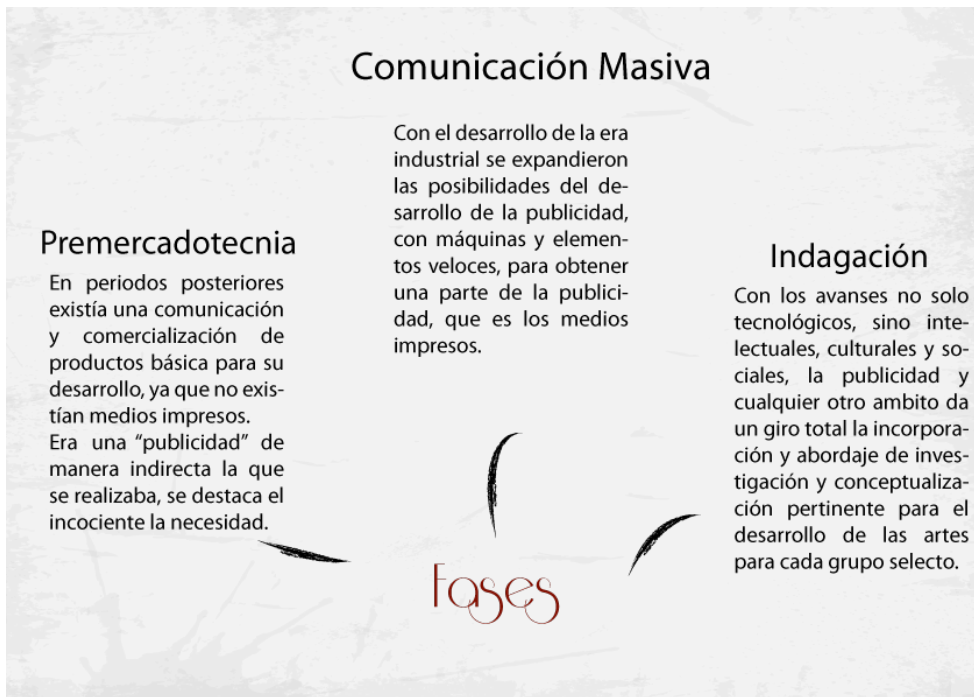 Comunicación Masiva
Con el desarrollo de la era
industrial se expandieron
las posibilidades del de-
sarrollo de la publicidad,
con máquinas y elemen-
tos veloces, para obtener
una parte de la publici-
dad, que es los medios
impresos.
Premercadotecnia
En periodos posteriores
existía una comunicación
y comercialización de
productos básica para su
desarrollo, ya que no exis-
tían medios impresos.
Era una “publicidad” de
manera indirecta la que
se realizaba, se destaca el
incociente la necesidad.
Indagación
Con los avanses no solo
tecnológicos, sino inte-
lectuales, culturales y so-
ciales, la publicidad y
cualquier otro ambito da
un giro total la incorpora-
ción y abordaje de inves-
tigación y conceptualiza-
ción pertinente para el
desarrollo de las artes
para cada grupo selecto.
Fases